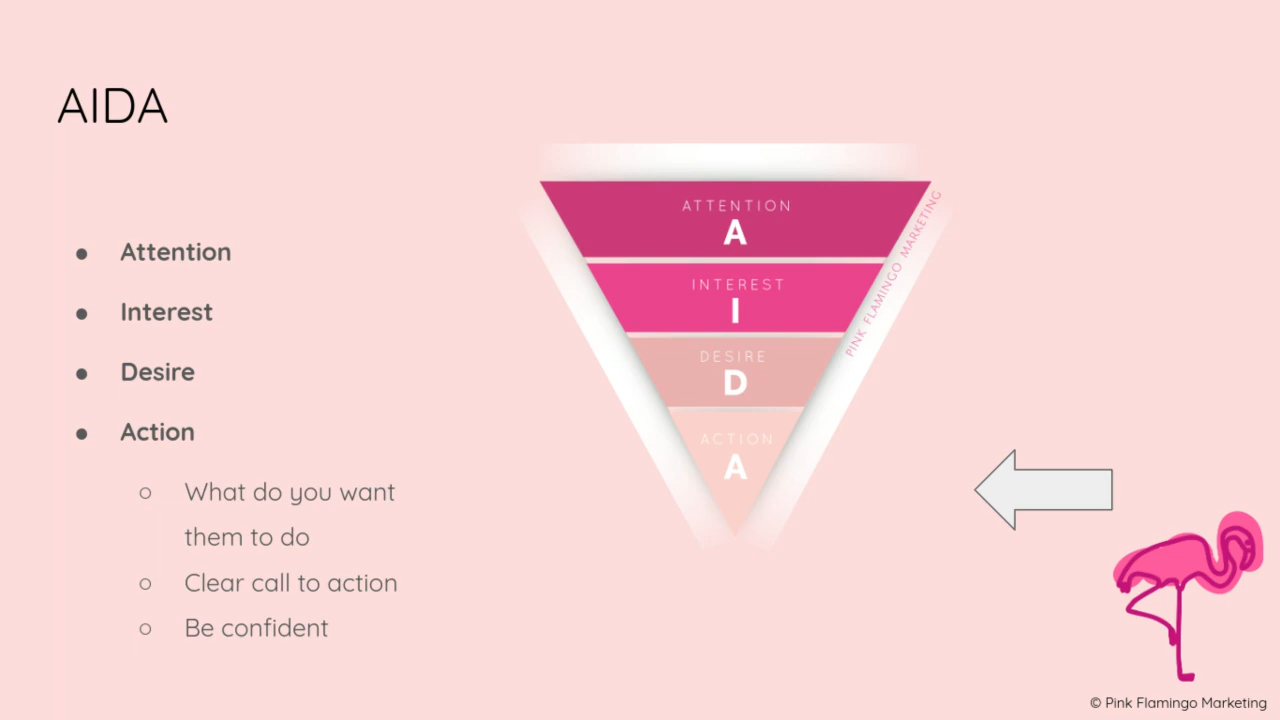 AIDA
Attention
Interest
Desire
Action
What do you want
them to do
Clear call to action
Be confident
ATTENTION
A
INTEREST
I
DESIRE
D
ACTION
A
PINK FLAMINGO MARKETING
© Pink Flamingo Marketing